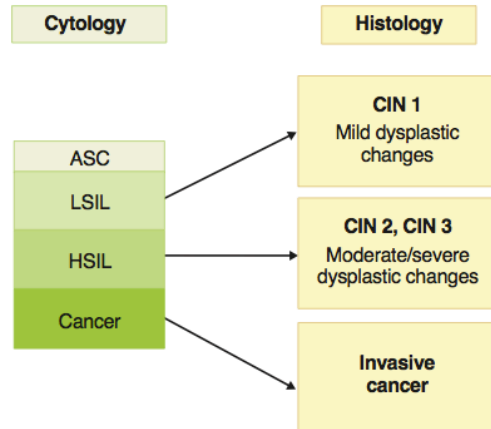 Cytology
Histology
ASC
LSIL
HSIL
Cancer
CIN 1
Mild dysplastic
changes
CIN 2, CIN 3
Moderate/severe
dysplastic changes
Invasive
cancer